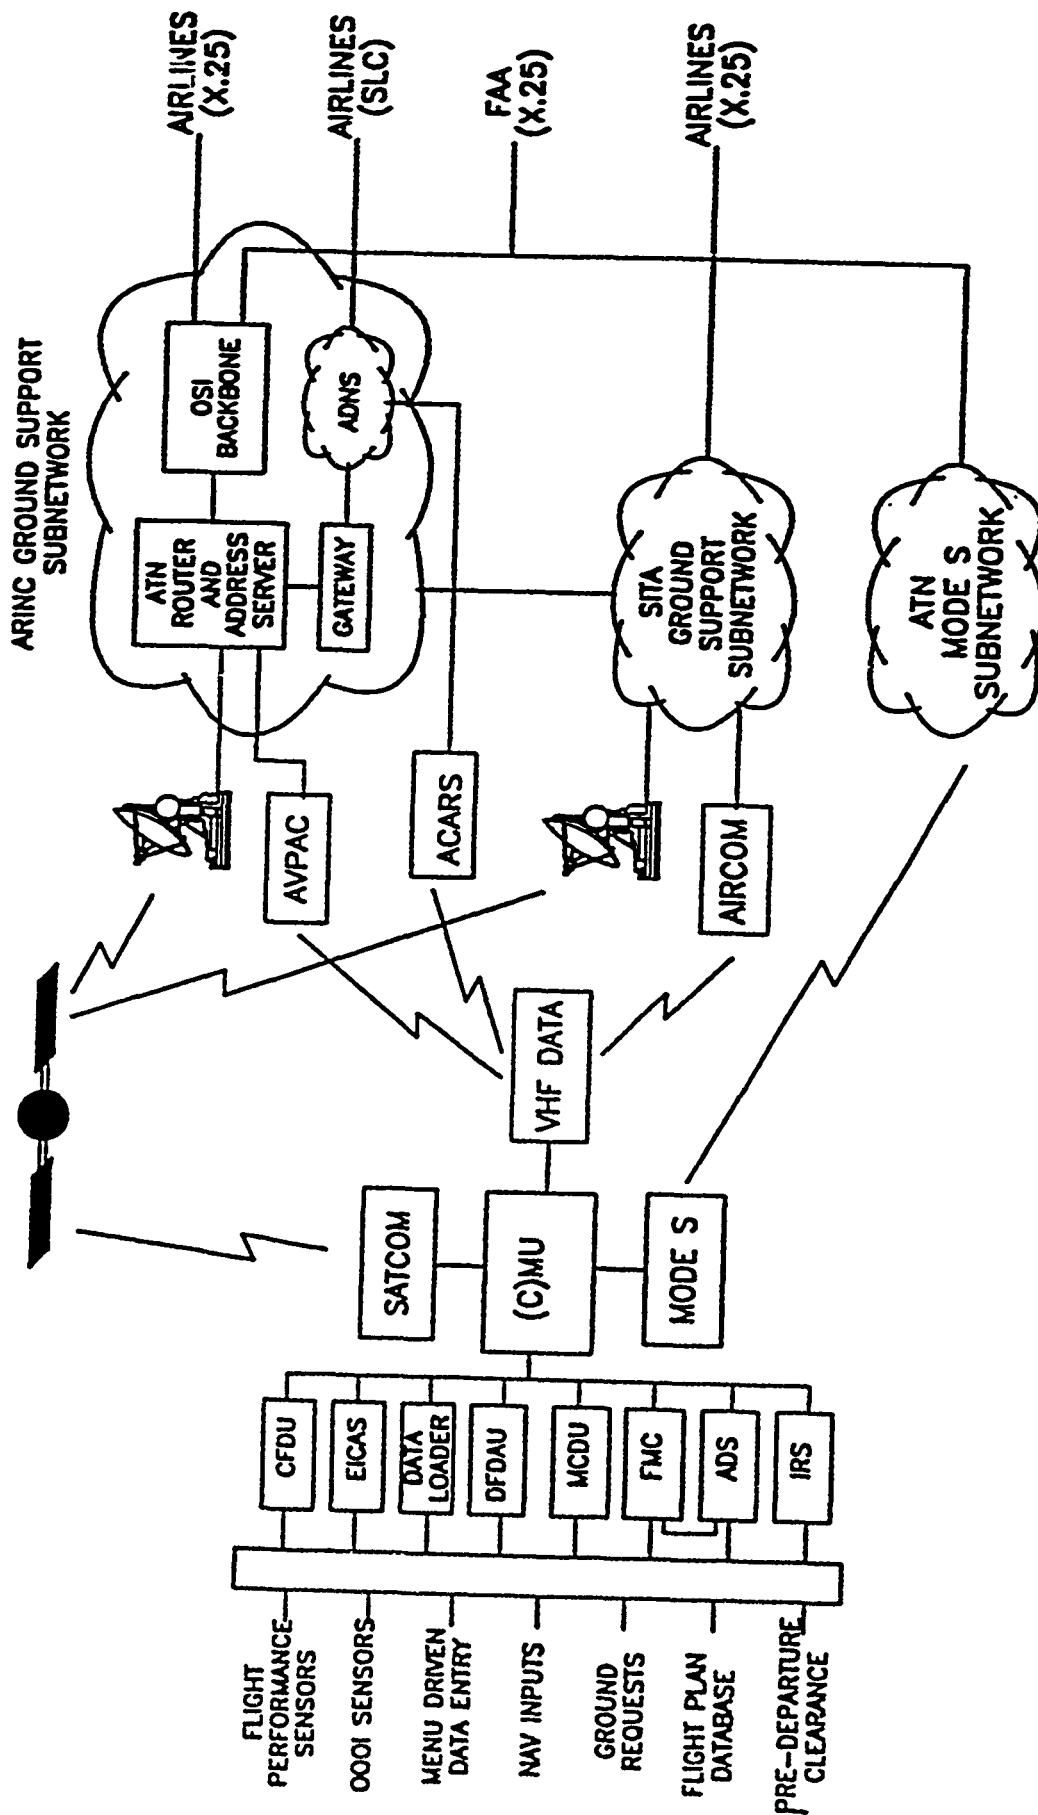 ARINC GROUND SUPPORT
SUBNETWORK
FLIGHT
PERFORMANCE
SENSORS
OOOI SENSORS
MENU DRIVEN
DATA ENTRY
NAV INPUTS
GROUND
REQUESTS
FLIGHT PLAN
DATABASE
PRE-DEPARTURE
CLEARANCE
CFDU
EICAS
DATA
LOADER
DFDAU
MCDU
FMC
ADS
IRS
SATCOM
(C)MU
MODE S
VHF DATA
AVPAC
ACARS
AIRCOM
ATN
ROUTER
AND
ADDRESS
SERVER
GATEWAY
OSI
BACKBONE
ADNS
SITA
GROUND
SUPPORT
SUBNETWORK
ATN
MODE S
SUBNETWORK
AIRLINES
(X.25)
AIRLINES
(SLC)
FAA
(X.25)
AIRLINES
(X.25)